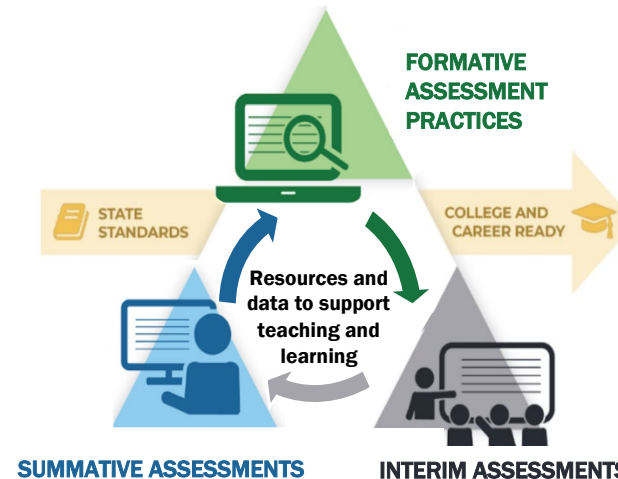 FORMATIVE
ASSESSMENT
PRACTICES
STATE
STANDARDS
COLLEGE AND
CAREER READY
Resources and
data to support
teaching and
learning
SUMMATIVE ASSESSMENTS
INTERIM ASSESSMENTS